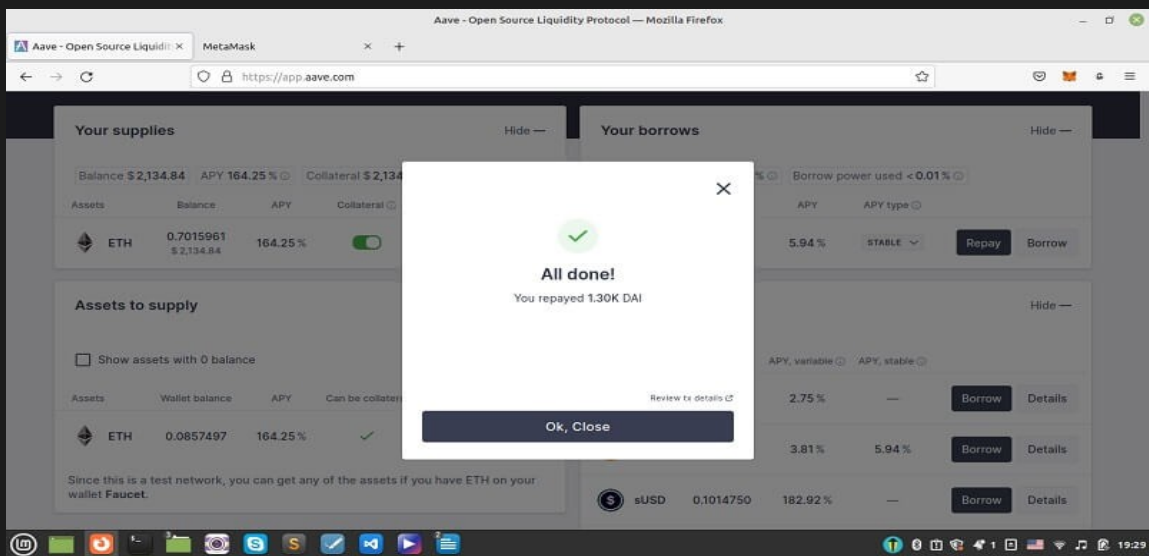 Aave - Open Source Liquidity Protocol — Mozilla Firefox
Aave - Open Source Liquidit
MetaMask
https://app.aave.com
Your supplies
Hide —
Balance $ 2,134.84 APY 164.25 % Collateral $ 2,134
Assets Balance APY Collateral
ETH 0.7015961 164.25 %
$ 2,134.84
Your borrows
Hide —
% Borrow power used < 0.01 %
APY APY type
5.94 % STABLE Repay Borrow
All done!
You repayed 1.30K DAI
Review tx details
Ok, Close
Assets to supply
Show assets with 0 balance
Assets Wallet balance APY Can be collater
ETH 0.0857497 164.25 %
Since this is a test network, you can get any of the assets if you have ETH on your
wallet Faucet.
Hide —
APY, variable APY, stable
2.75 % — Borrow Details
3.81 % 5.94 % Borrow Details
sUSD 0.1014750 182.92 % — Borrow Details
1
19:29